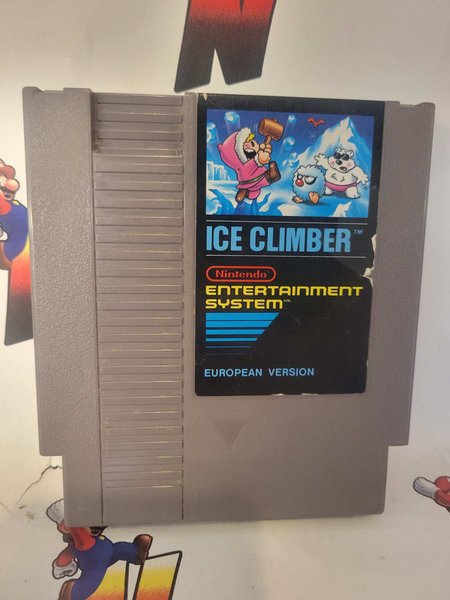 N
ICE CLIMBER™
Nintendo
ENTERTAINMENT
SYSTEM™
EUROPEAN VERSION